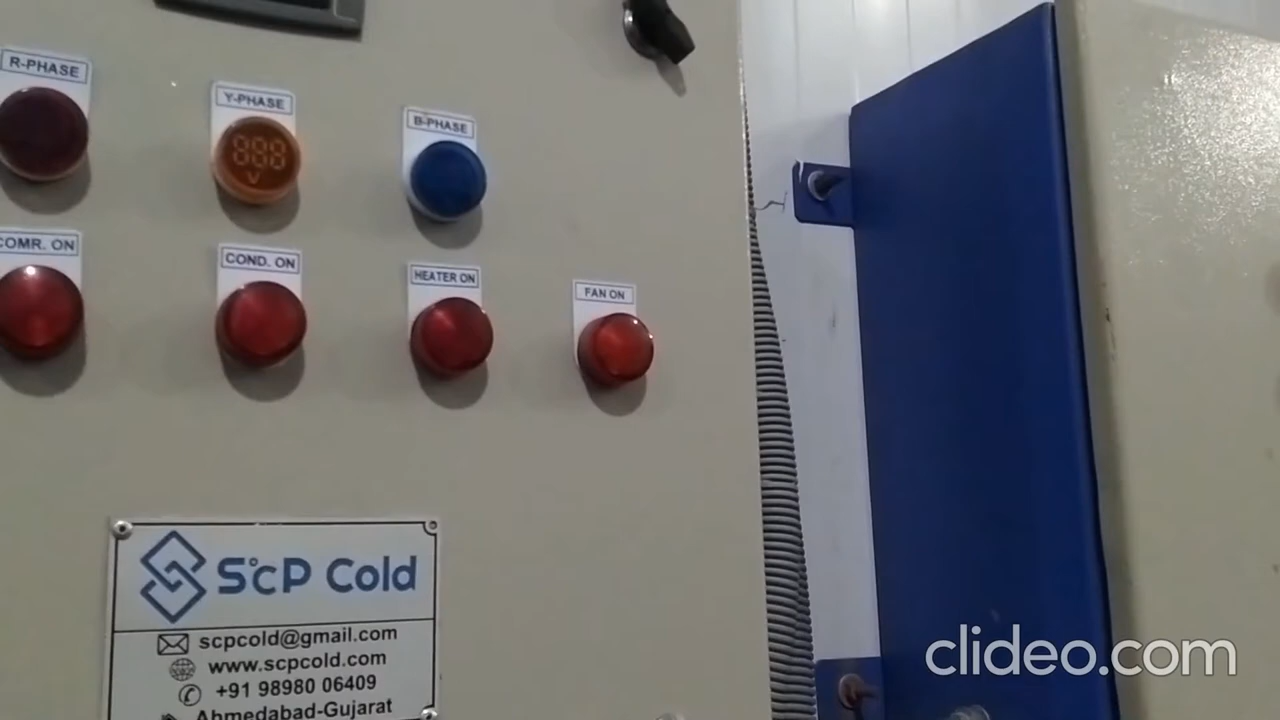 R-PHASE
Y-PHASE
B-PHASE
888
V
COMR. ON
COND. ON
HEATER ON
FAN ON
S°CP Cold
scpcold@gmail.com
www.scpcold.com
+91 98980 06409
Ahmedabad-Gujarat
clideo.com